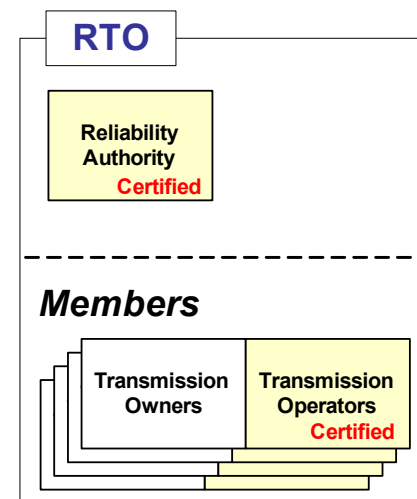 RTO
Reliability
Authority
Certified
Members
Transmission
Owners
Transmission
Operators
Certified